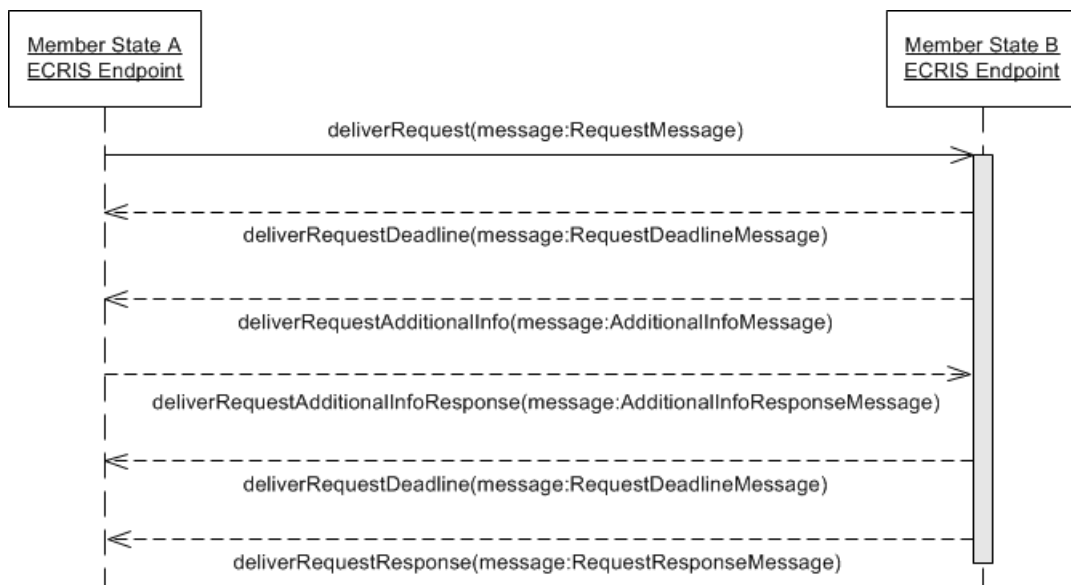 Member State A
ECRIS Endpoint
Member State B
ECRIS Endpoint
deliverRequest(message:RequestMessage)
deliverRequestDeadline(message:RequestDeadlineMessage)
deliverRequestAdditionalInfo(message:AdditionalInfoMessage)
deliverRequestAdditionalInfoResponse(message:AdditionalInfoResponseMessage)
deliverRequestDeadline(message:RequestDeadlineMessage)
deliverRequestResponse(message:RequestResponseMessage)